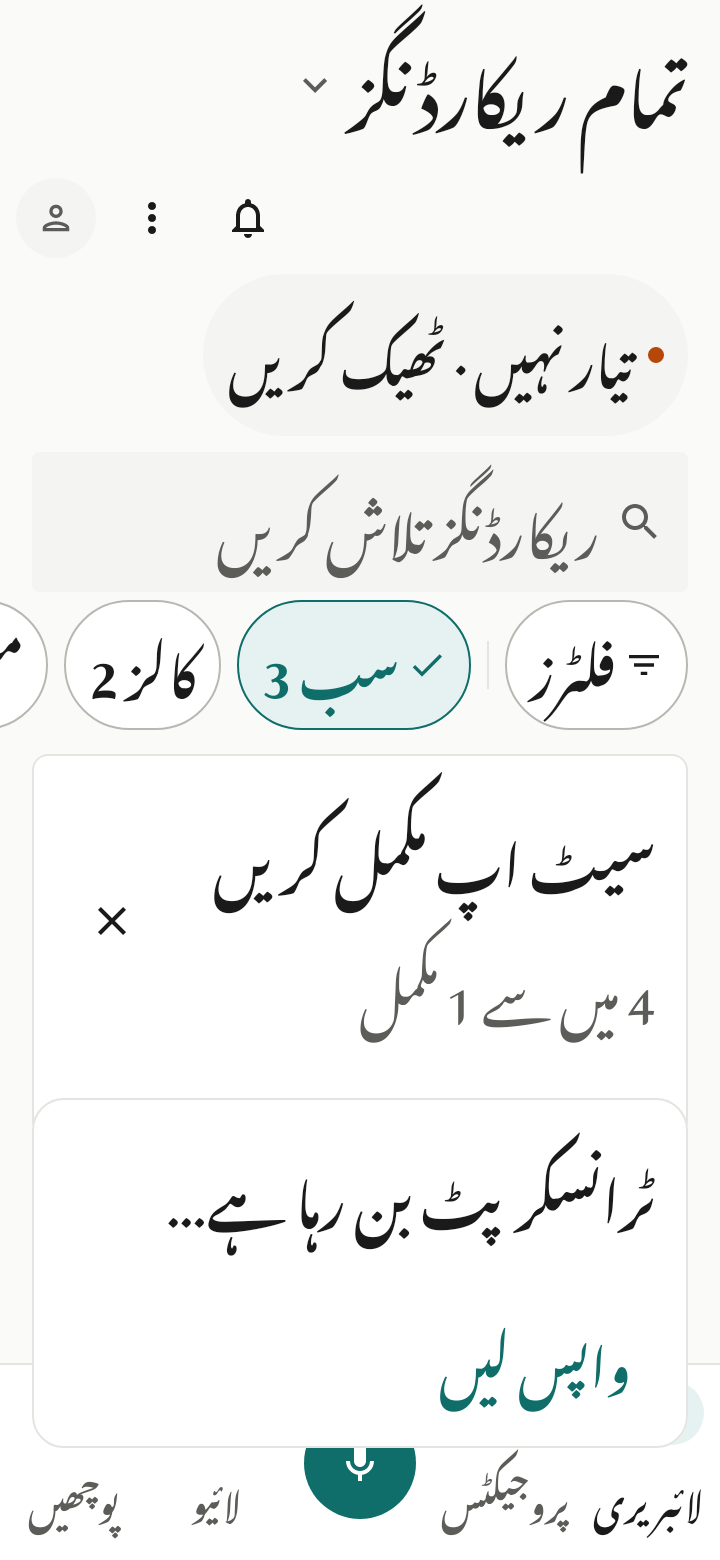 تمام ریکارڈنگز
تیار نہیں · ٹھیک کریں
ریکارڈنگز تلاش کریں
فلٹرز
سب 3
کالز 2
سیٹ اپ مکمل کریں
4 میں سے 1 مکمل
ٹرانسکرپٹ بن رہا ہے...
واپس لیں
لائبریری
پروجیکٹس
لائیو
پوچھیں